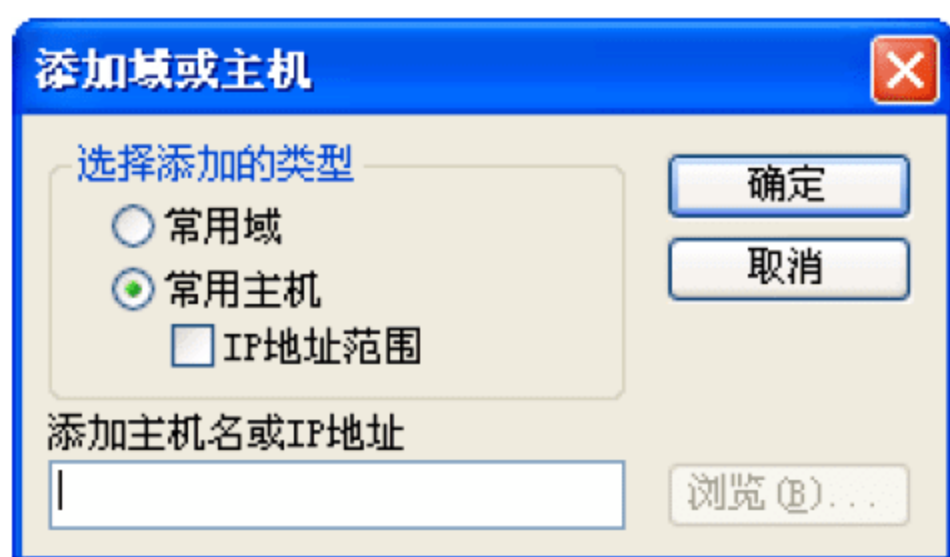 添加域或主机
选择添加的类型
常用域
常用主机
IP地址范围
确定
取消
添加主机名或IP地址
浏览(B)...